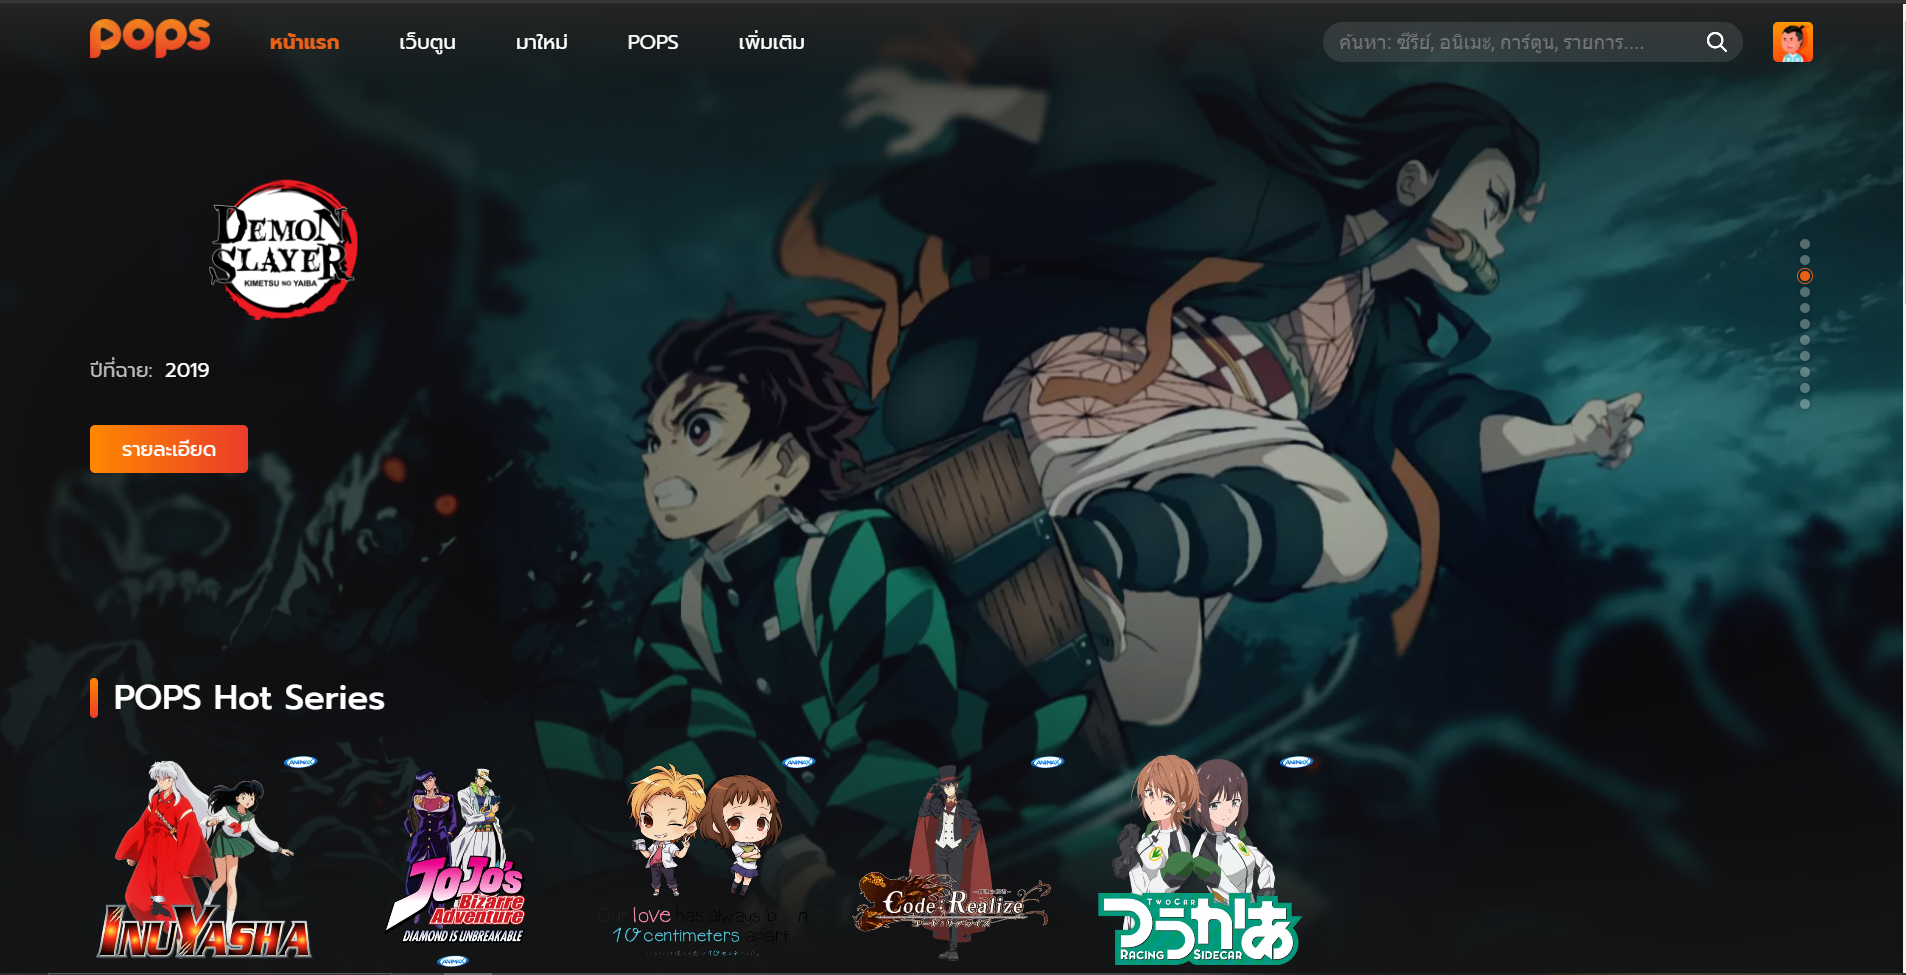 POPS
หน้าแรก
เว็บตูน
มาใหม่
POPS
เพิ่มเติม
ค้นหา: ซีรีย์, อนิเมะ, การ์ตูน, รายการ....
DEMON
SLAYER
KIMETSU NO YAIBA
ปีที่ฉาย: 2019
รายละเอียด
POPS Hot Series
ANIMAX
ANIMAX
ANIMAX
ANIMAX
INUYASHA
JoJo's
Bizarre
Adventure
DIAMOND IS UNBREAKABLE
ANIMAX
Our love has always b n
10 centimeters apart
Code:Realize
TWOCAR
つうかあ
RACING SIDECAR